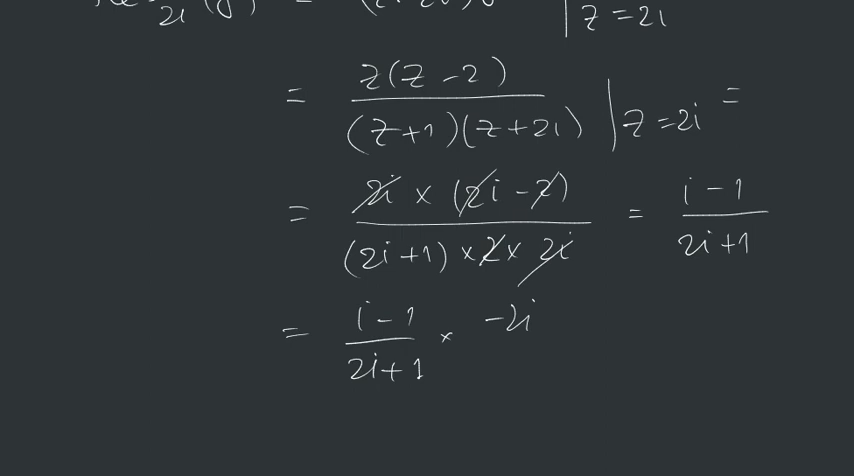 2i =
z = 2i
= z(z - 2) / (z+1)(z+2i) | z = 2i =
= 2i × (2i - 2) / (2i+1) × 2 × 2i = i - 1 / 2i+1
= i - 1 / 2i+1 × -2i